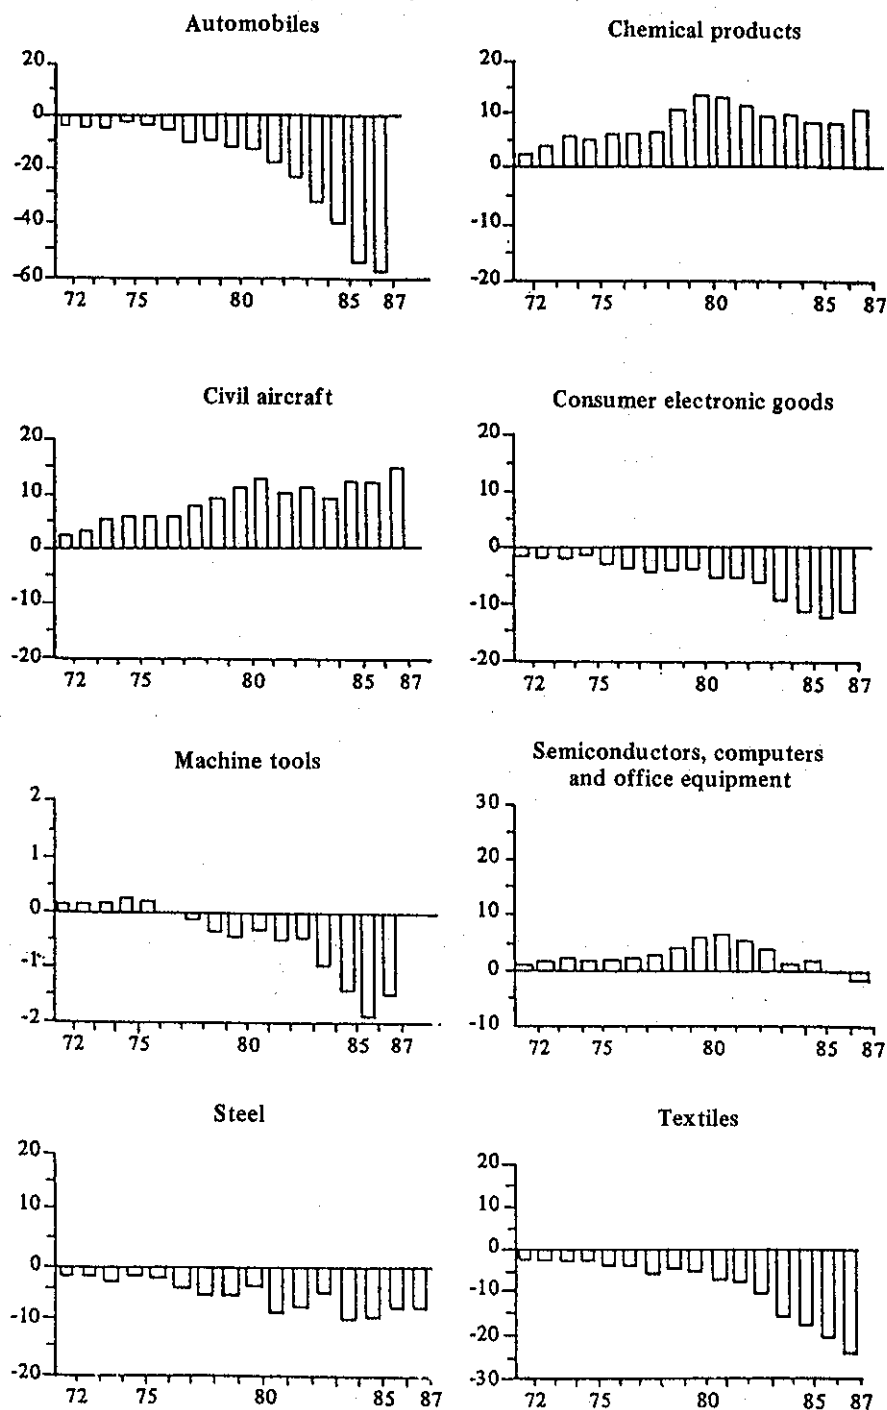 Automobiles
20
0
-20
-40
-60
72 75 80 85 87
Chemical products
20
10
0
-10
-20
72 75 80 85 87
Civil aircraft
20
10
0
-10
-20
72 75 80 85 87
Consumer electronic goods
20
10
0
-10
-20
72 75 80 85 87
Machine tools
2
1
0
-1
-2
72 75 80 85 87
Semiconductors, computers
and office equipment
30
20
10
0
-10
72 75 80 85 87
Steel
20
10
0
-10
-20
72 75 80 85 87
Textiles
20
10
0
-10
-20
-30
72 75 80 85 87